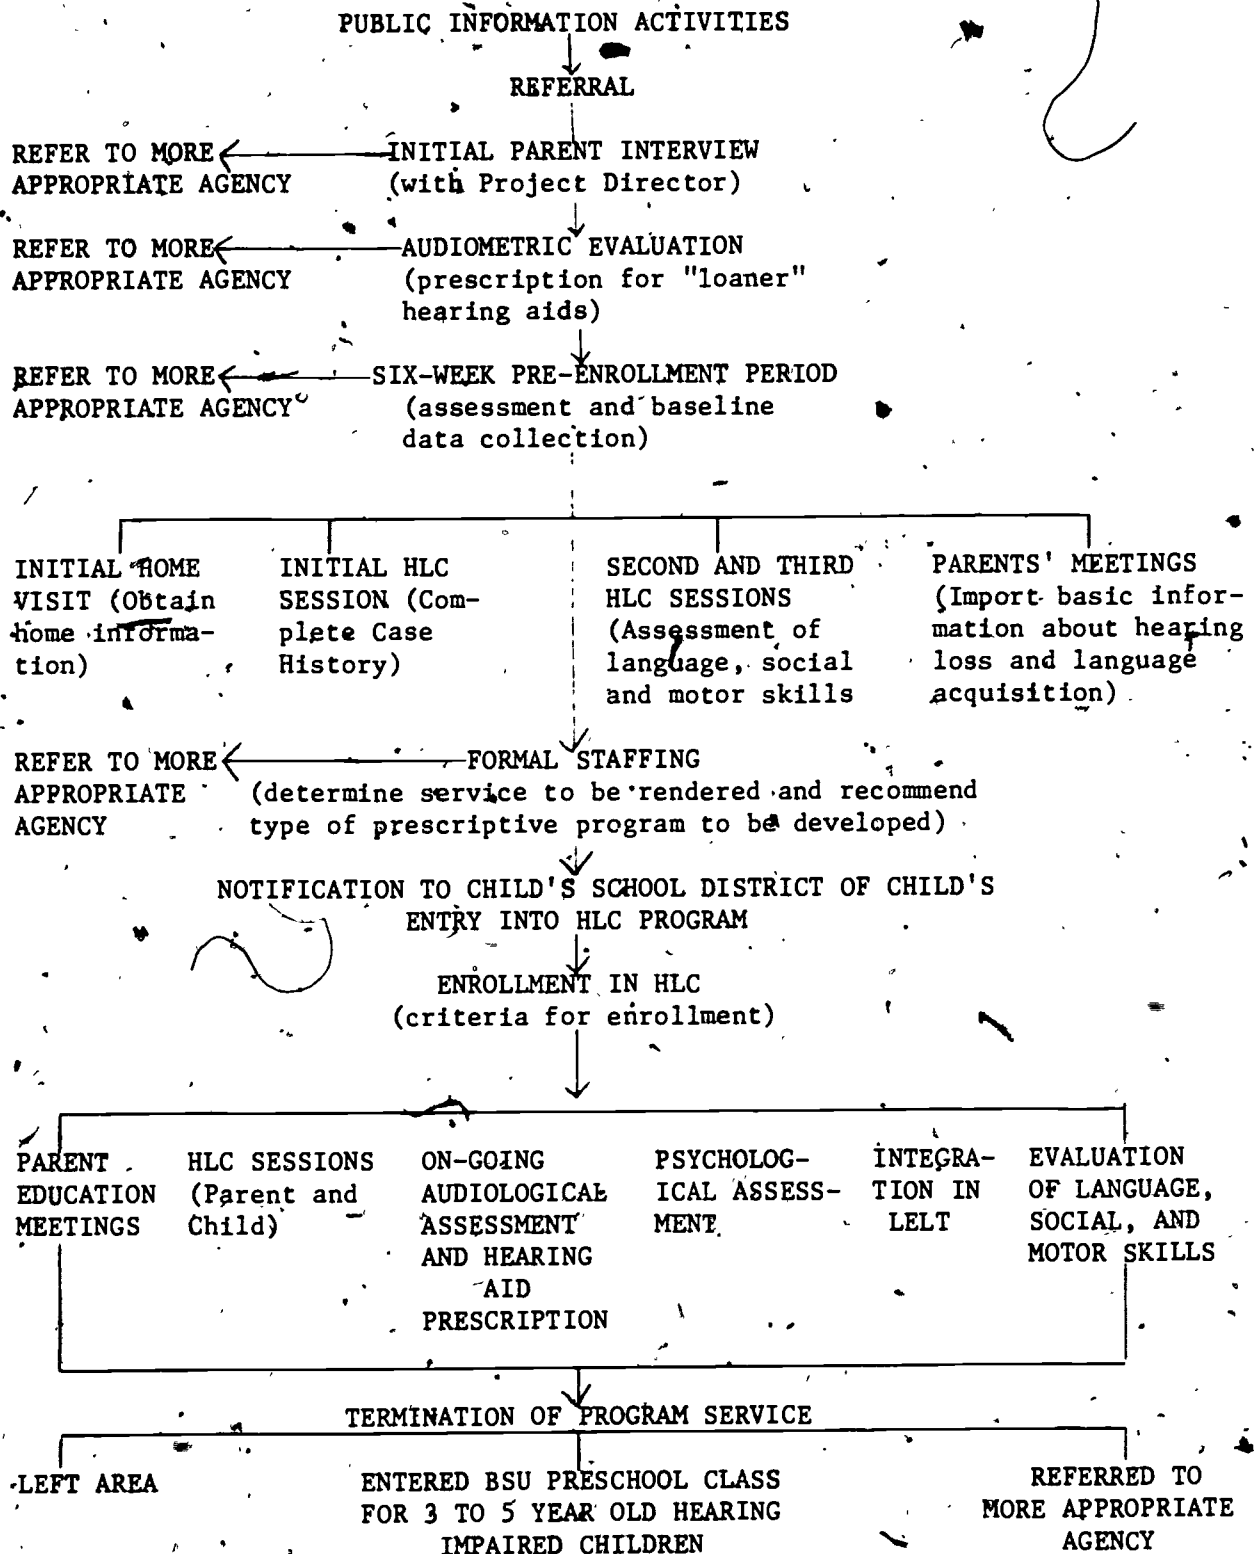 PUBLIC INFORMATION ACTIVITIES
REFERRAL
REFER TO MORE
APPROPRIATE AGENCY
INITIAL PARENT INTERVIEW
(with Project Director)
REFER TO MORE
APPROPRIATE AGENCY
AUDIOMETRIC EVALUATION
(prescription for "loaner"
hearing aids)
REFER TO MORE
APPROPRIATE AGENCY
SIX-WEEK PRE-ENROLLMENT PERIOD
(assessment and baseline
data collection)
INITIAL HOME
VISIT (Obtain
home informa-
tion)
INITIAL HLC
SESSION (Com-
plete Case
History)
SECOND AND THIRD
HLC SESSIONS
(Assessment of
language, social
and motor skills
PARENTS' MEETINGS
(Import basic infor-
mation about hearing
loss and language
acquisition)
REFER TO MORE
APPROPRIATE
AGENCY
FORMAL STAFFING
(determine service to be rendered and recommend
type of prescriptive program to be developed)
NOTIFICATION TO CHILD'S SCHOOL DISTRICT OF CHILD'S
ENTRY INTO HLC PROGRAM
ENROLLMENT IN HLC
(criteria for enrollment)
PARENT
EDUCATION
MEETINGS
HLC SESSIONS
(Parent and
Child)
ON-GOING
AUDIOLOGICAL
ASSESSMENT
AND HEARING
AID
PRESCRIPTION
PSYCHOLOG-
ICAL ASSESS-
MENT
INTEGRA-
TION IN
LELT
EVALUATION
OF LANGUAGE,
SOCIAL, AND
MOTOR SKILLS
TERMINATION OF PROGRAM SERVICE
LEFT AREA
ENTERED BSU PRESCHOOL CLASS
FOR 3 TO 5 YEAR OLD HEARING
IMPAIRED CHILDREN
REFERRED TO
MORE APPROPRIATE
AGENCY